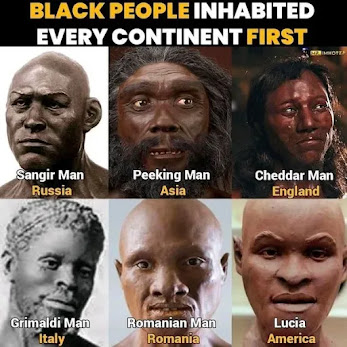 BLACK PEOPLE INHABITED
EVERY CONTINENT FIRST
Sangir Man
Russia
Peeking Man
Asia
Cheddar Man
England
Grimaldi Man
Italy
Romanian Man
Romania
Lucia
America